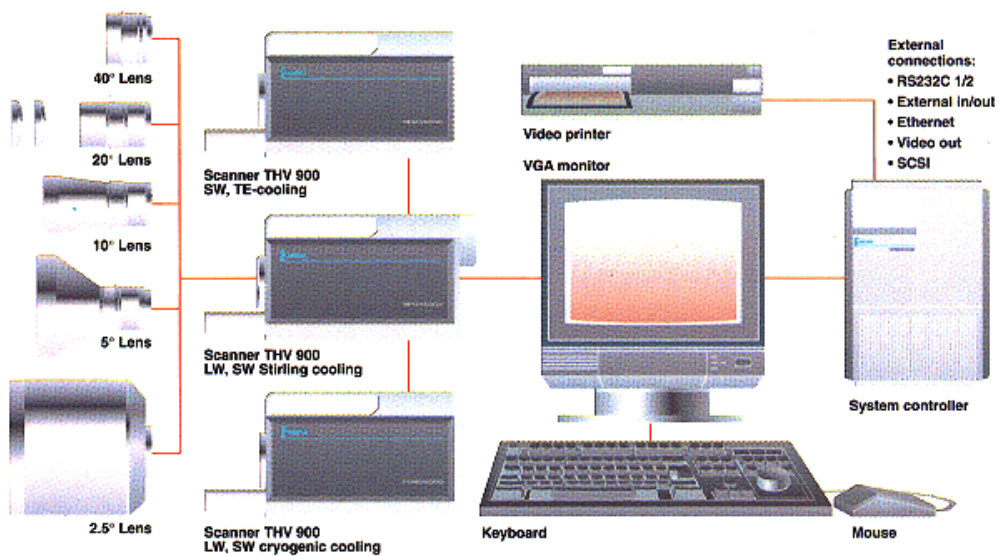 40° Lens
20° Lens
10° Lens
5° Lens
2.5° Lens
Scanner THV 900
SW, TE-cooling
Scanner THV 900
LW, SW Stirling cooling
Scanner THV 900
LW, SW cryogenic cooling
Video printer
VGA monitor
Keyboard
Mouse
External
connections:
• RS232C 1/2
• External in/out
• Ethernet
• Video out
• SCSI
System controller